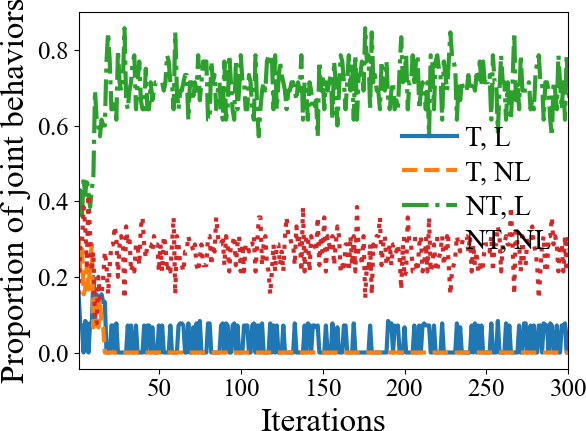 Proportion of joint behaviors
0.8
0.6
0.4
0.2
0.0
T, L
T, NL
NT, L
NT, NL
50
100
150
200
250
300
Iterations